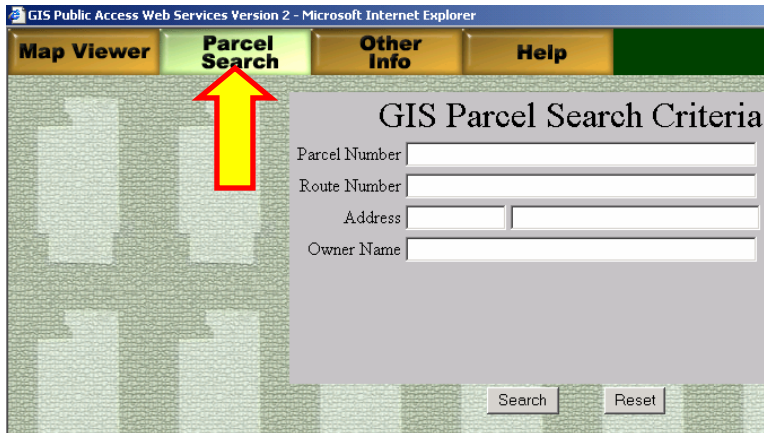 GIS Public Access Web Services Version 2 - Microsoft Internet Explorer
Map Viewer
Parcel
Search
Other
Info
Help
GIS Parcel Search Criteria
Parcel Number
Route Number
Address
Owner Name
Search Reset